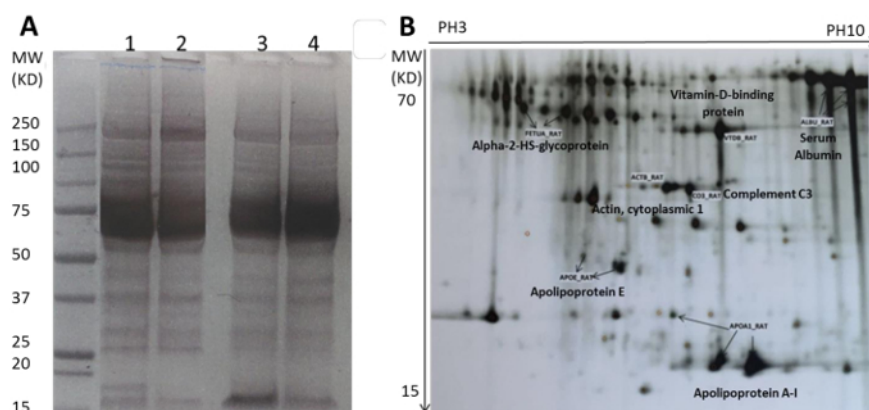 A
1 2 3 4
MW
(KD)
250
150
100
75
50
37
25
20
15
B
PH3 PH10
MW
(KD)
70
15
Vitamin-D-binding
protein
VTDB_RAT
ALBU_RAT
Serum
Albumin
FETUA_RAT
Alpha-2-HS-glycoprotein
ACTB_RAT
CO3_RAT
Complement C3
Actin, cytoplasmic 1
APOE_RAT
Apolipoprotein E
APOA1_RAT
Apolipoprotein A-I